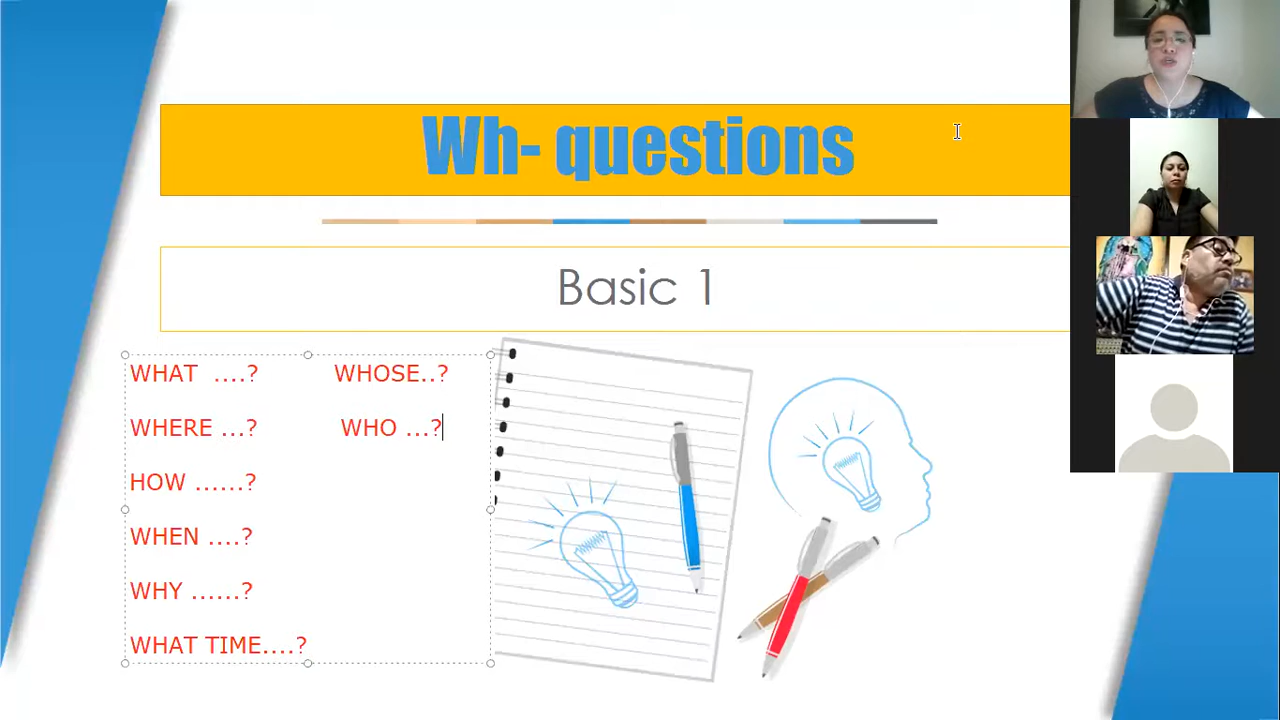 Wh- questions
Basic 1
WHAT ....? WHOSE..?
WHERE ...? WHO ...?
HOW ......?
WHEN ....?
WHY ......?
WHAT TIME....?